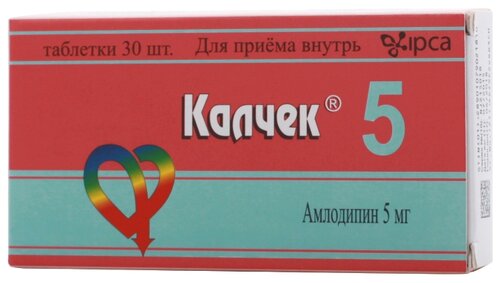 таблетки 30 шт. Для приёма внутрь ipca
Калчек® 5
Амлодипин 5 мг